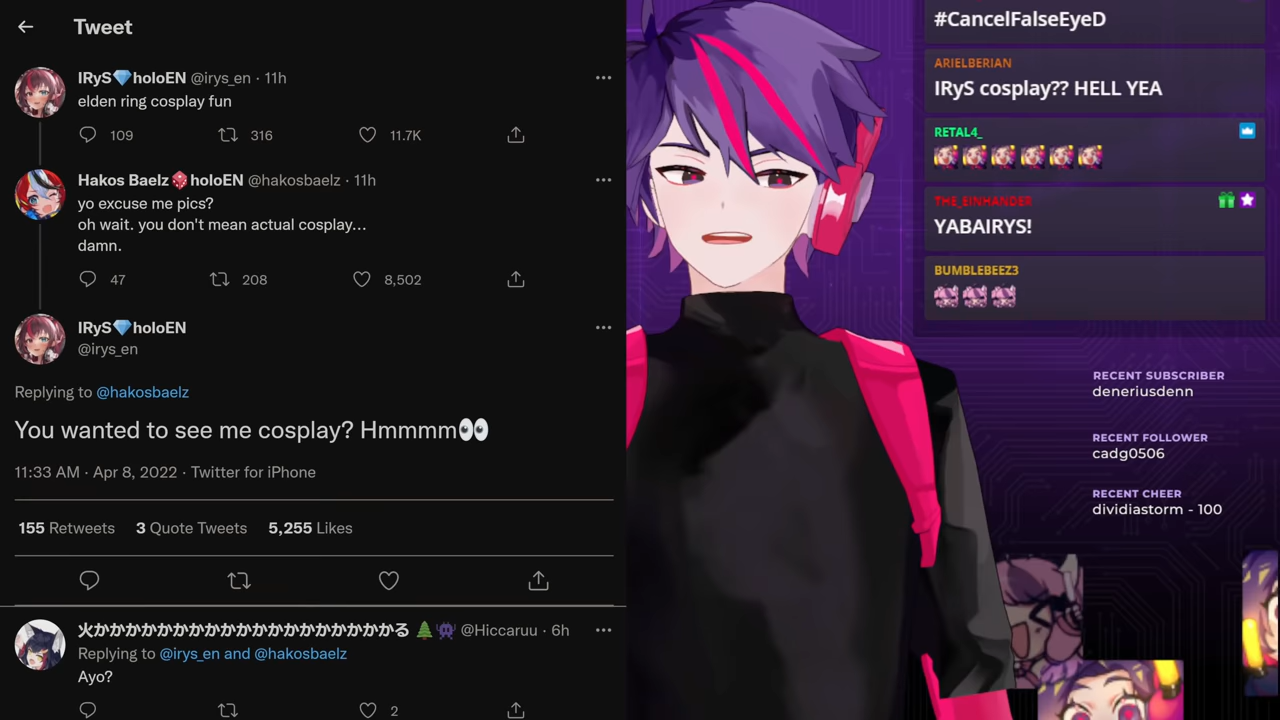 Tweet
IRyS💎holoEN @irys_en · 11h
elden ring cosplay fun
109 316 11.7K
Hakos Baelz🎲holoEN @hakosbaelz · 11h
yo excuse me pics?
oh wait. you don't mean actual cosplay...
damn.
47 208 8,502
IRyS💎holoEN
@irys_en
Replying to @hakosbaelz
You wanted to see me cosplay? Hmmmm👀
11:33 AM · Apr 8, 2022 · Twitter for iPhone
155 Retweets 3 Quote Tweets 5,255 Likes
火かかかかかかかかかかかかかかかかかかかかる 🌲👾 @Hiccaruu · 6h
Replying to @irys_en and @hakosbaelz
Ayo?
2
#CancelFalseEyeD
ARIELBERIAN
IRyS cosplay?? HELL YEA
RETAL4_
THE_EINHANDER
YABAIRYS!
BUMBLEBEEZ3
RECENT SUBSCRIBER
deneriusdenn
RECENT FOLLOWER
cadg0506
RECENT CHEER
dividiastorm - 100